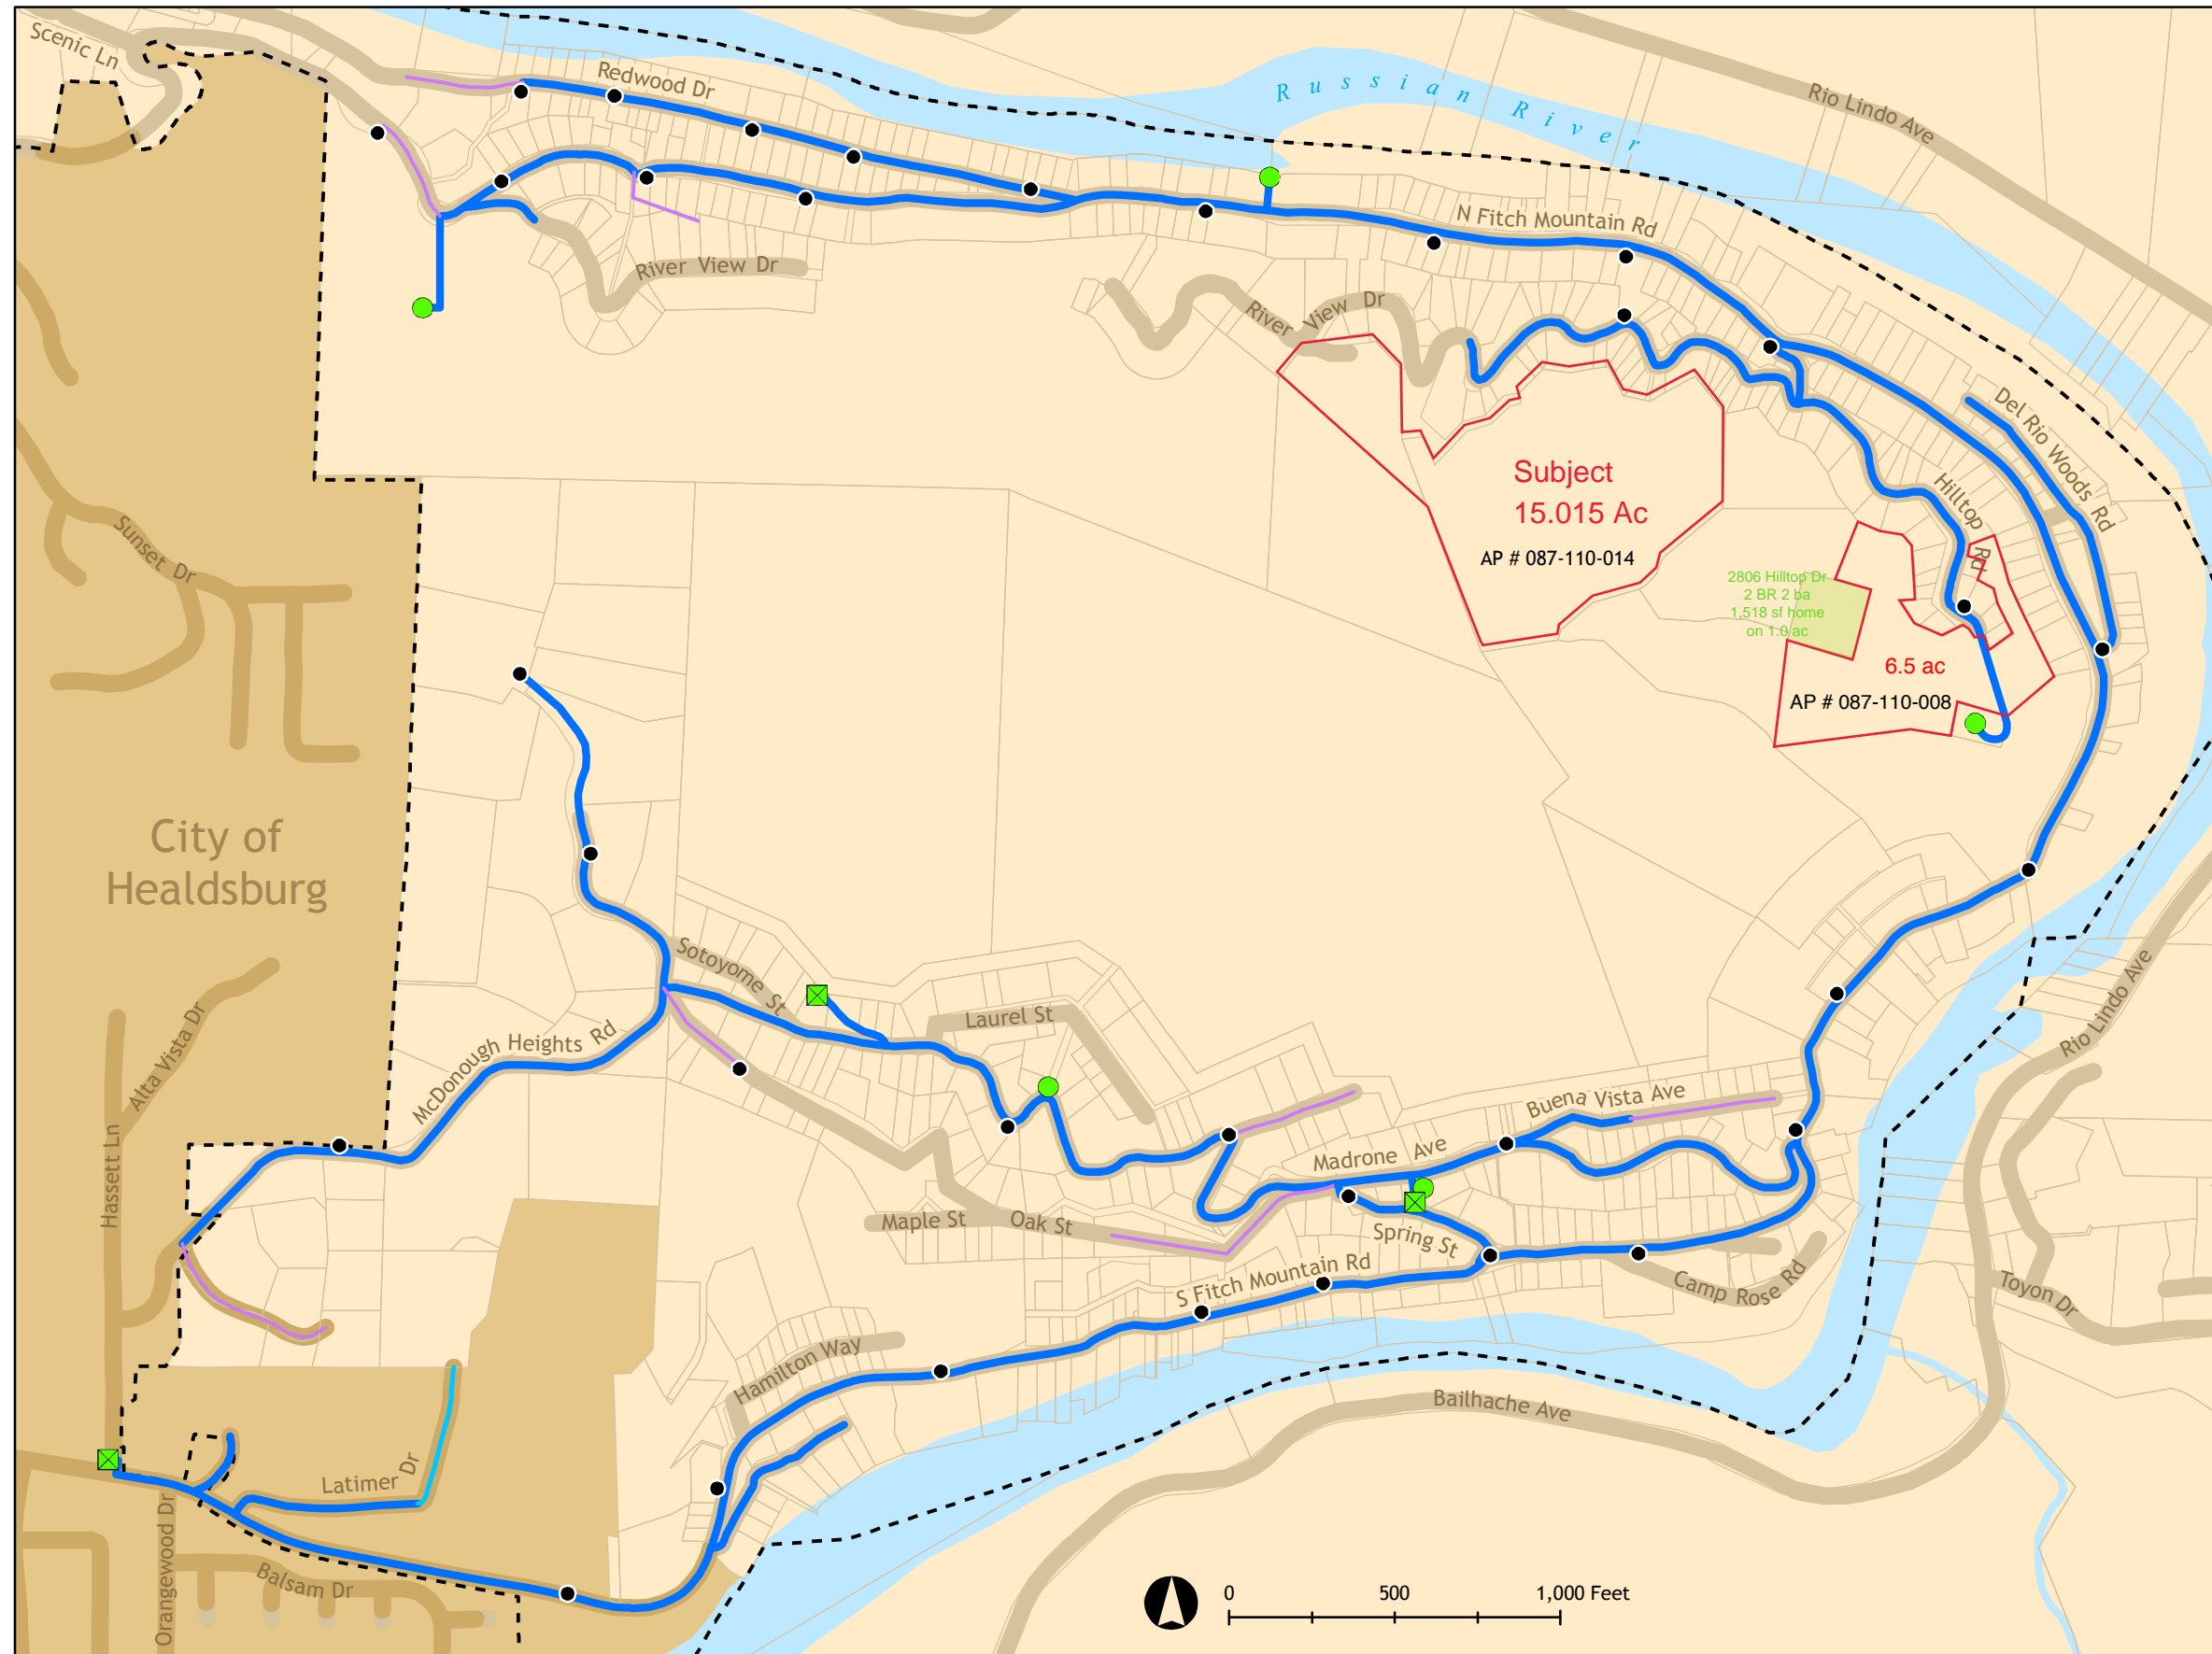 Scenic Ln
Redwood Dr
Russian River
Rio Lindo Ave
N Fitch Mountain Rd
River View Dr
River View Dr
Del Rio Woods Rd
Subject
15.015 Ac
AP # 087-110-014
Hilltop Rd
Sunset Dr
2806 Hilltop Dr
2 BR 2 ba
1,518 sf home
on 1.0 ac
6.5 ac
AP # 087-110-008
City of
Healdsburg
Sotoyome St
Laurel St
Rio Lindo Ave
Alta Vista Dr
McDonough Heights Rd
Buena Vista Ave
Madrone Ave
Hassett Ln
Maple St
Oak St
Spring St
S Fitch Mountain Rd
Camp Rose Rd
Toyon Dr
Hamilton Way
Bailhache Ave
Latimer Dr
Orangewood Dr
Balsam Dr
0 500 1,000 Feet